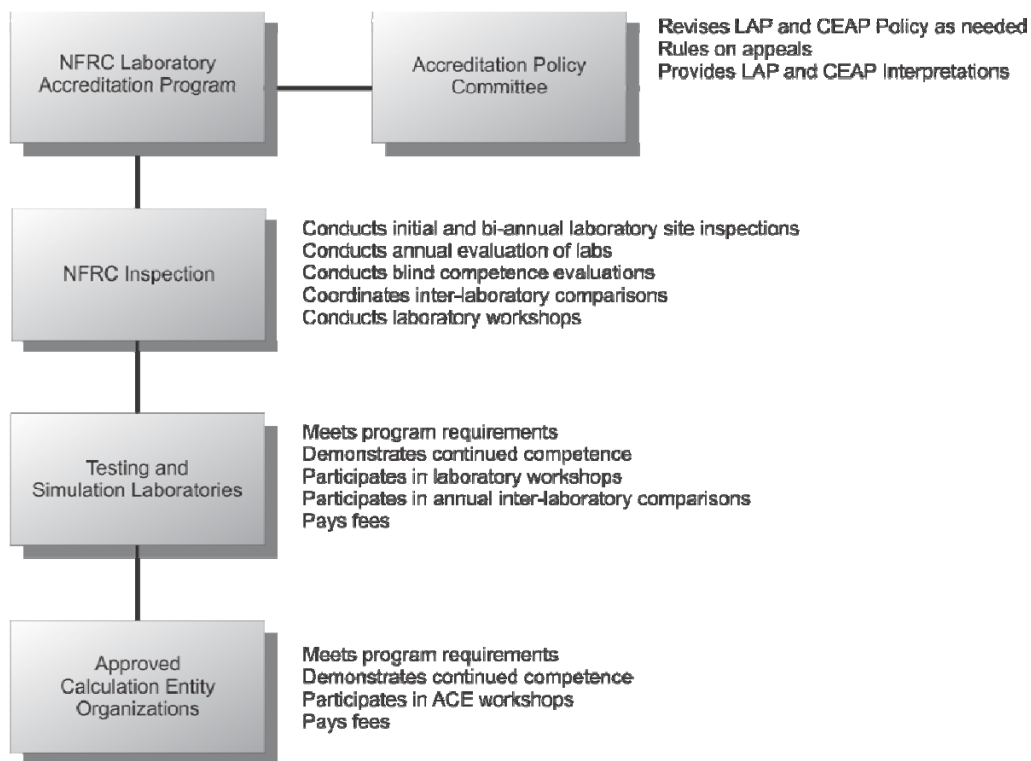 NFRC Laboratory
Accreditation Program
Accreditation Policy
Committee
Revises LAP and CEAP Policy as needed
Rules on appeals
Provides LAP and CEAP Interpretations
NFRC Inspection
Conducts initial and bi-annual laboratory site inspections
Conducts annual evaluation of labs
Conducts blind competence evaluations
Coordinates inter-laboratory comparisons
Conducts laboratory workshops
Testing and
Simulation Laboratories
Meets program requirements
Demonstrates continued competence
Participates in laboratory workshops
Participates in annual inter-laboratory comparisons
Pays fees
Approved
Calculation Entity
Organizations
Meets program requirements
Demonstrates continued competence
Participates in ACE workshops
Pays fees